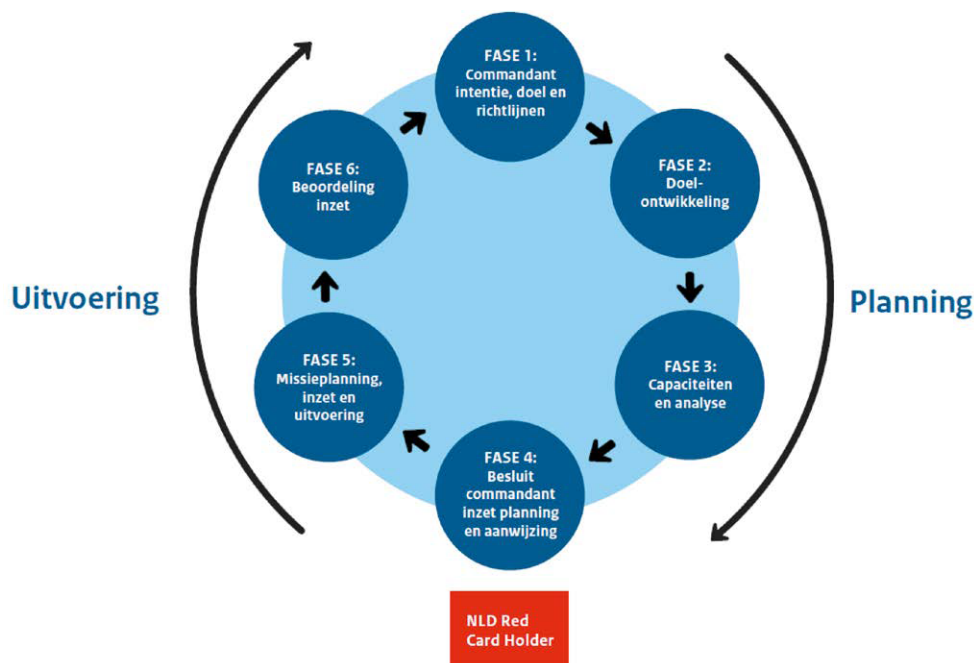 FASE 1:
Commandant
intentie, doel en
richtlijnen
FASE 2:
Doel-
ontwikkeling
FASE 3:
Capaciteiten
en analyse
FASE 4:
Besluit
commandant
inzet planning
en aanwijzing
FASE 5:
Missieplanning,
inzet en
uitvoering
FASE 6:
Beoordeling
inzet
Uitvoering
Planning
NLD Red
Card Holder